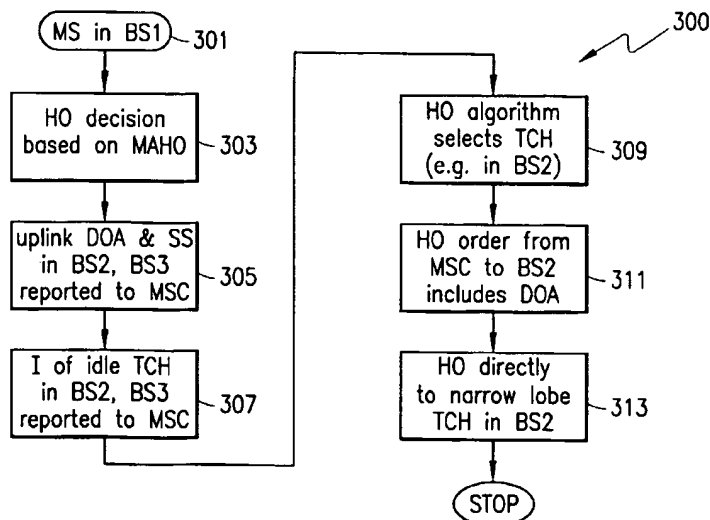 MS in BS1
301
HO decision
based on MAHO
303
uplink DOA & SS
in BS2, BS3
reported to MSC
305
I of idle TCH
in BS2, BS3
reported to MSC
307
300
HO algorithm
selects TCH
(e.g. in BS2)
309
HO order from
MSC to BS2
includes DOA
311
HO directly
to narrow lobe
TCH in BS2
313
STOP